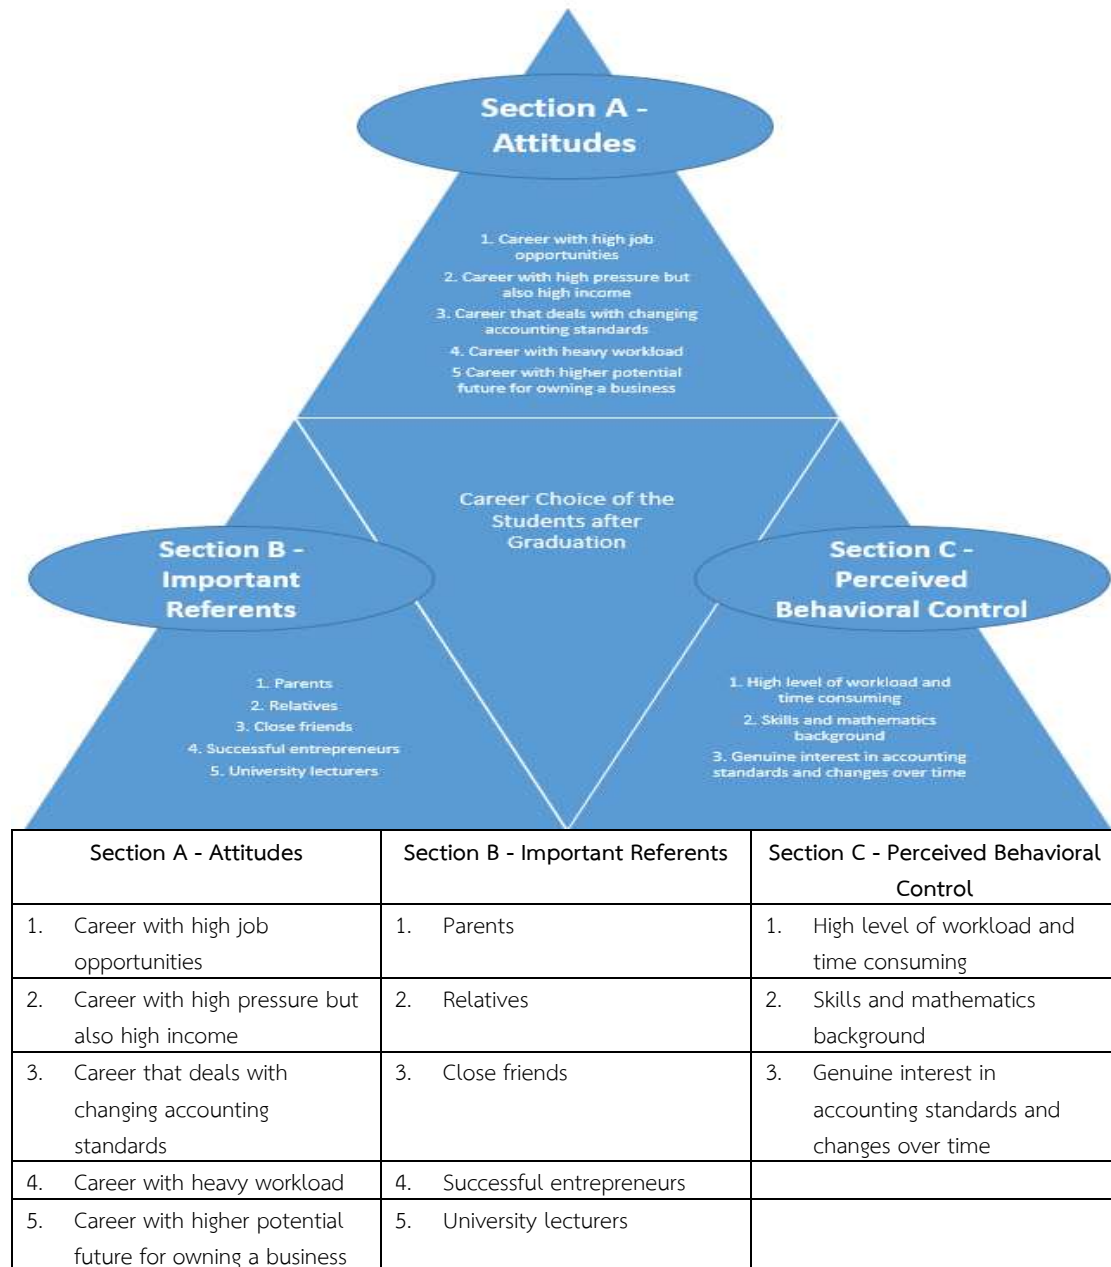 Section A -
Attitudes
1. Career with high job
opportunities
2. Career with high pressure but
also high income
3. Career that deals with changing
accounting standards
4. Career with heavy workload
5 Career with higher potential
future for owning a business
Career Choice of the
Students after
Graduation
Section B -
Important
Referents
1. Parents
2. Relatives
3. Close friends
4. Successful entrepreneurs
5. University lecturers
Section C -
Perceived
Behavioral Control
1. High level of workload and
time consuming
2. Skills and mathematics
background
3. Genuine interest in accounting
standards and changes over time
Section A - Attitudes
Section B - Important Referents
Section C - Perceived Behavioral
Control
1. Career with high job
opportunities
1. Parents
1. High level of workload and
time consuming
2. Career with high pressure but
also high income
2. Relatives
2. Skills and mathematics
background
3. Career that deals with
changing accounting
standards
3. Close friends
3. Genuine interest in
accounting standards and
changes over time
4. Career with heavy workload
4. Successful entrepreneurs
5. Career with higher potential
future for owning a business
5. University lecturers